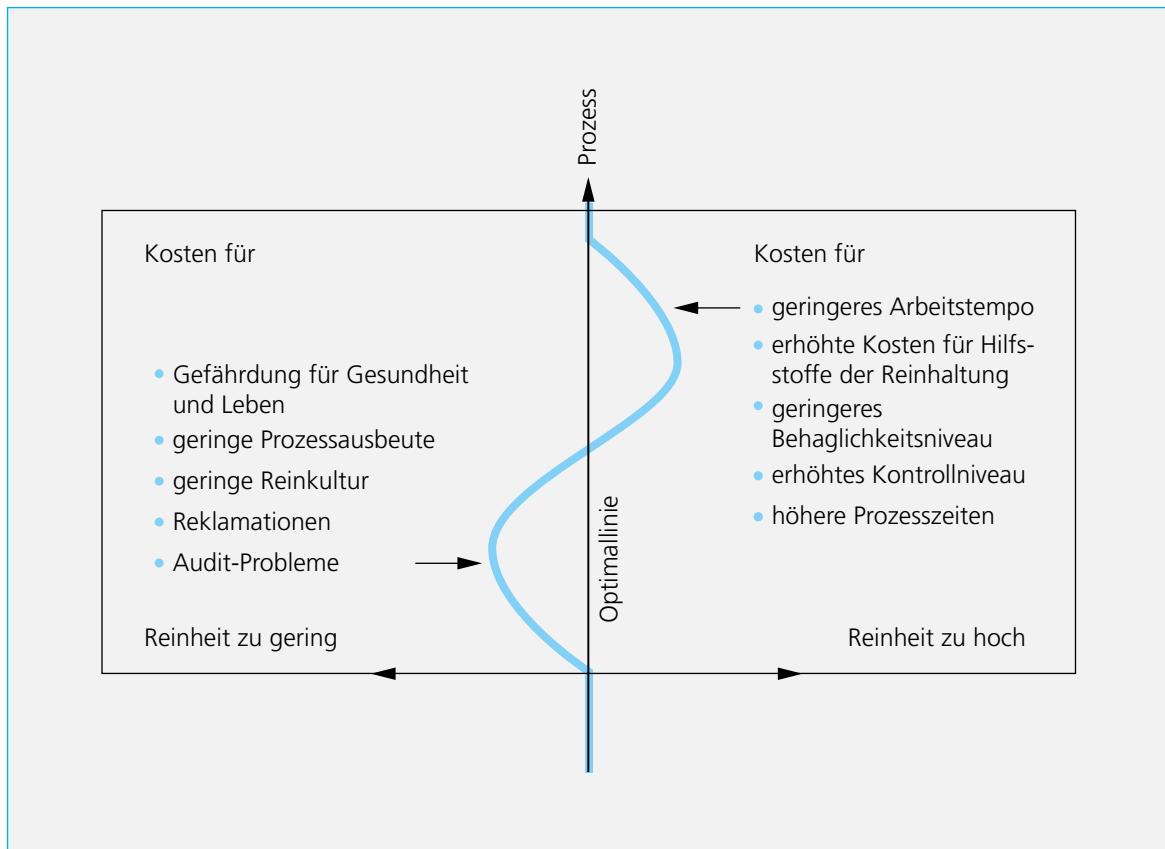 Prozess
Kosten für
Gefährdung für Gesundheit
und Leben
geringe Prozessausbeute
geringe Reinkultur
Reklamationen
Audit-Probleme
Reinheit zu gering
Optimallinie
Kosten für
geringeres Arbeitstempo
erhöhte Kosten für Hilfs-
stoffe der Reinhaltung
geringeres
Behaglichkeitsniveau
erhöhtes Kontrollniveau
höhere Prozesszeiten
Reinheit zu hoch